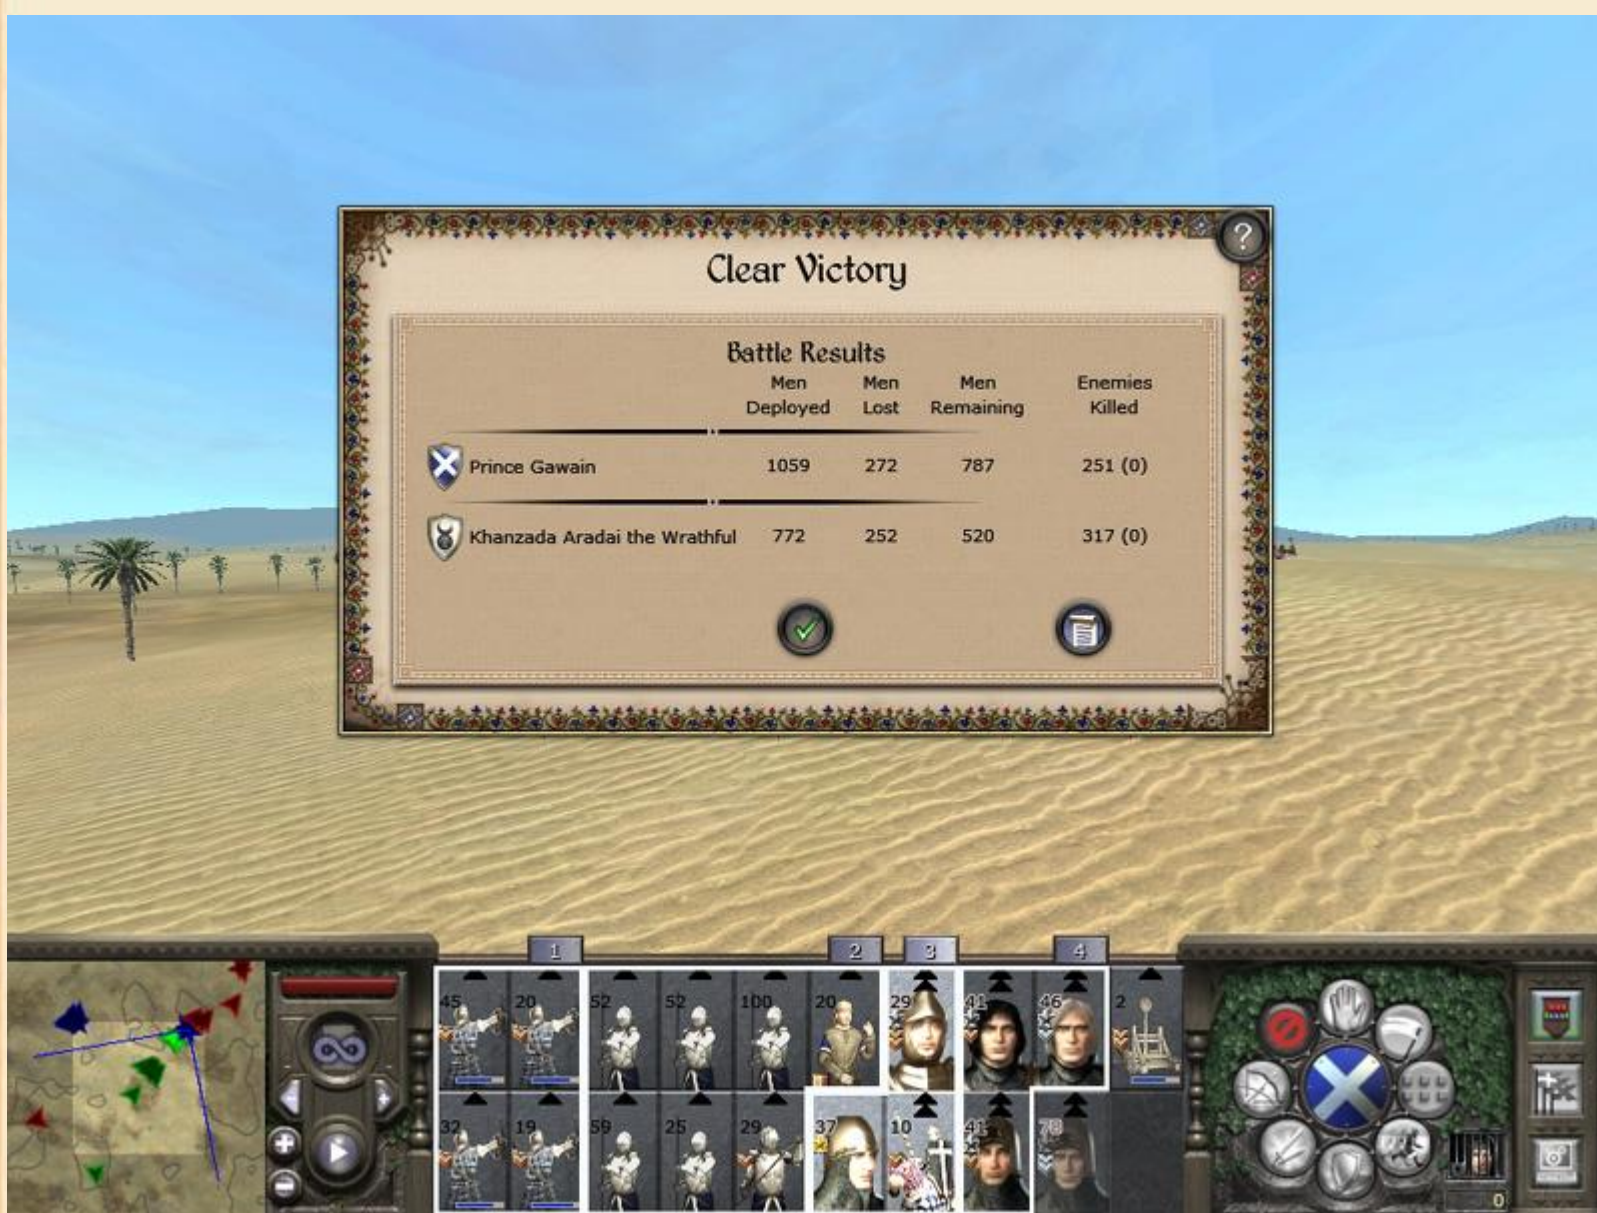 ?
Clear Victory
Battle Results
Men Deployed Men Lost Men Remaining Enemies Killed
Prince Gawain 1059 272 787 251 (0)
Khanzada Aradai the Wrathful 772 252 520 317 (0)
1 2 3 4
45 20 52 52 100 20 29 41 46 2
32 19 59 25 29 37 10 41 78
0